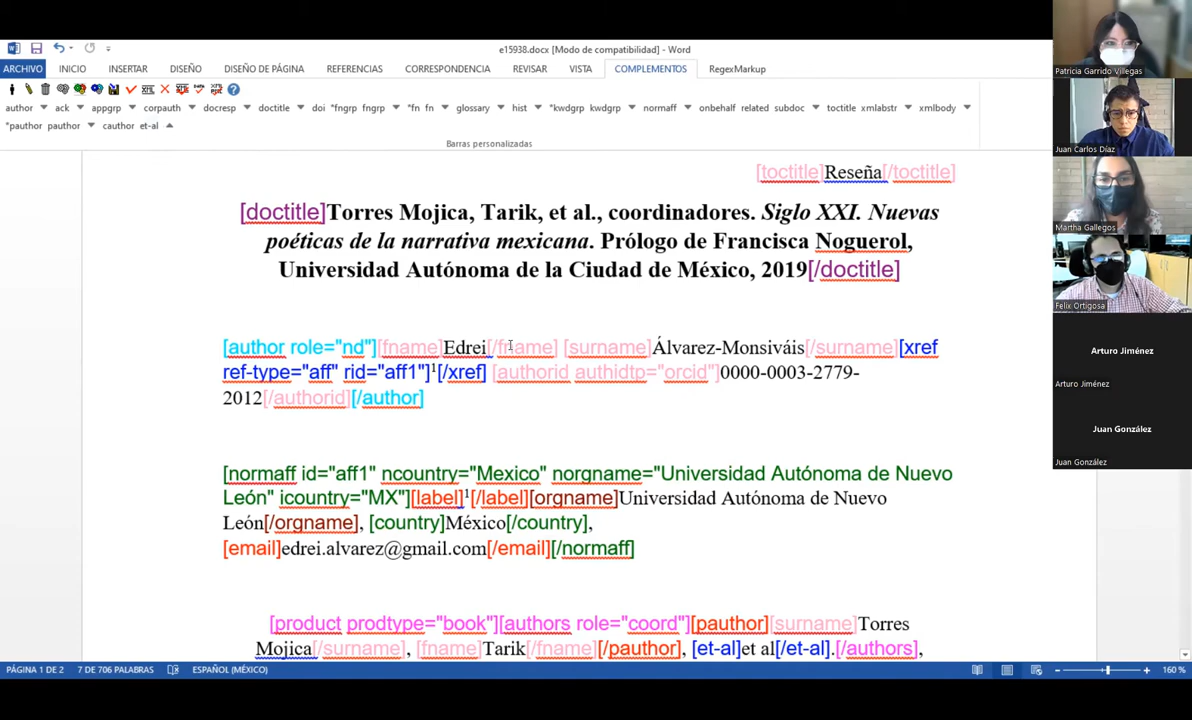 e15938.docx [Modo de compatibilidad] - Word
ARCHIVO INICIO INSERTAR DISEÑO DISEÑO DE PÁGINA REFERENCIAS CORRESPONDENCIA REVISAR VISTA COMPLEMENTOS RegexMarkup
author ack appgrp corpauth docresp doctitle doi *fngrp fngrp *fn fn glossary hist *kwdgrp kwdgrp normaff onbehalf related subdoc toctitle xmlabstr xmlbody
*pauthor pauthor cauthor et-al
Barras personalizadas
[toctitle]Reseña[/toctitle]
[doctitle]Torres Mojica, Tarik, et al., coordinadores. Siglo XXI. Nuevas
poéticas de la narrativa mexicana. Prólogo de Francisca Noguerol,
Universidad Autónoma de la Ciudad de México, 2019[/doctitle]
[author role="nd"][fname]Edrei[/fname] [surname]Álvarez-Monsiváis[/surname][xref
ref-type="aff" rid="aff1"]1[/xref] [authorid authidtp="orcid"]0000-0003-2779-
2012[/authorid][/author]
[normaff id="aff1" ncountry="Mexico" norgname="Universidad Autónoma de Nuevo
León" icountry="MX"][label]1[/label][orgname]Universidad Autónoma de Nuevo
León[/orgname], [country]México[/country],
[email]edrei.alvarez@gmail.com[/email][/normaff]
[product prodtype="book"][authors role="coord"][pauthor][surname]Torres
Mojica[/surname], [fname]Tarik[/fname][/pauthor], [et-al]et al[/et-al].[/authors],
PÁGINA 1 DE 2 7 DE 706 PALABRAS ESPAÑOL (MÉXICO) 160 %
Patricia Garrido Villegas
Juan Carlos Díaz
Martha Gallegos
Felix Ortigosa
Arturo Jiménez
Arturo Jiménez
Juan González
Juan González